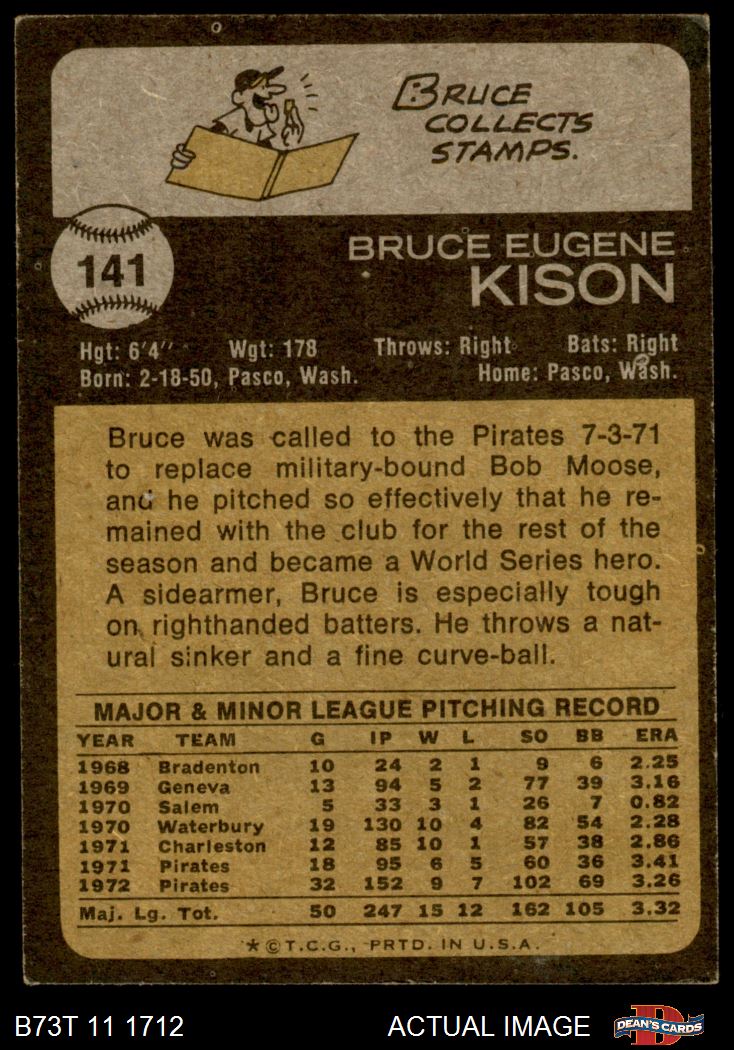 BRUCE
COLLECTS
STAMPS.
141
BRUCE EUGENE
KISON
Hgt: 6'4" Wgt: 178 Throws: Right Bats: Right
Born: 2-18-50, Pasco, Wash. Home: Pasco, Wash.
Bruce was called to the Pirates 7-3-71
to replace military-bound Bob Moose,
and he pitched so effectively that he re-
mained with the club for the rest of the
season and became a World Series hero.
A sidearmer, Bruce is especially tough
on righthanded batters. He throws a nat-
ural sinker and a fine curve-ball.
MAJOR & MINOR LEAGUE PITCHING RECORD
YEAR TEAM G IP W L SO BB ERA
1968 Bradenton 10 24 2 1 9 6 2.25
1969 Geneva 13 94 5 2 77 39 3.16
1970 Salem 5 33 3 1 26 7 0.82
1970 Waterbury 19 130 10 4 82 54 2.28
1971 Charleston 12 85 10 1 57 38 2.86
1971 Pirates 18 95 6 5 60 36 3.41
1972 Pirates 32 152 9 7 102 69 3.26
Maj. Lg. Tot. 50 247 15 12 162 105 3.32
*©T.C.G., PRTD. IN U.S.A.
B73T 11 1712 ACTUAL IMAGE D DEAN'S CARDS